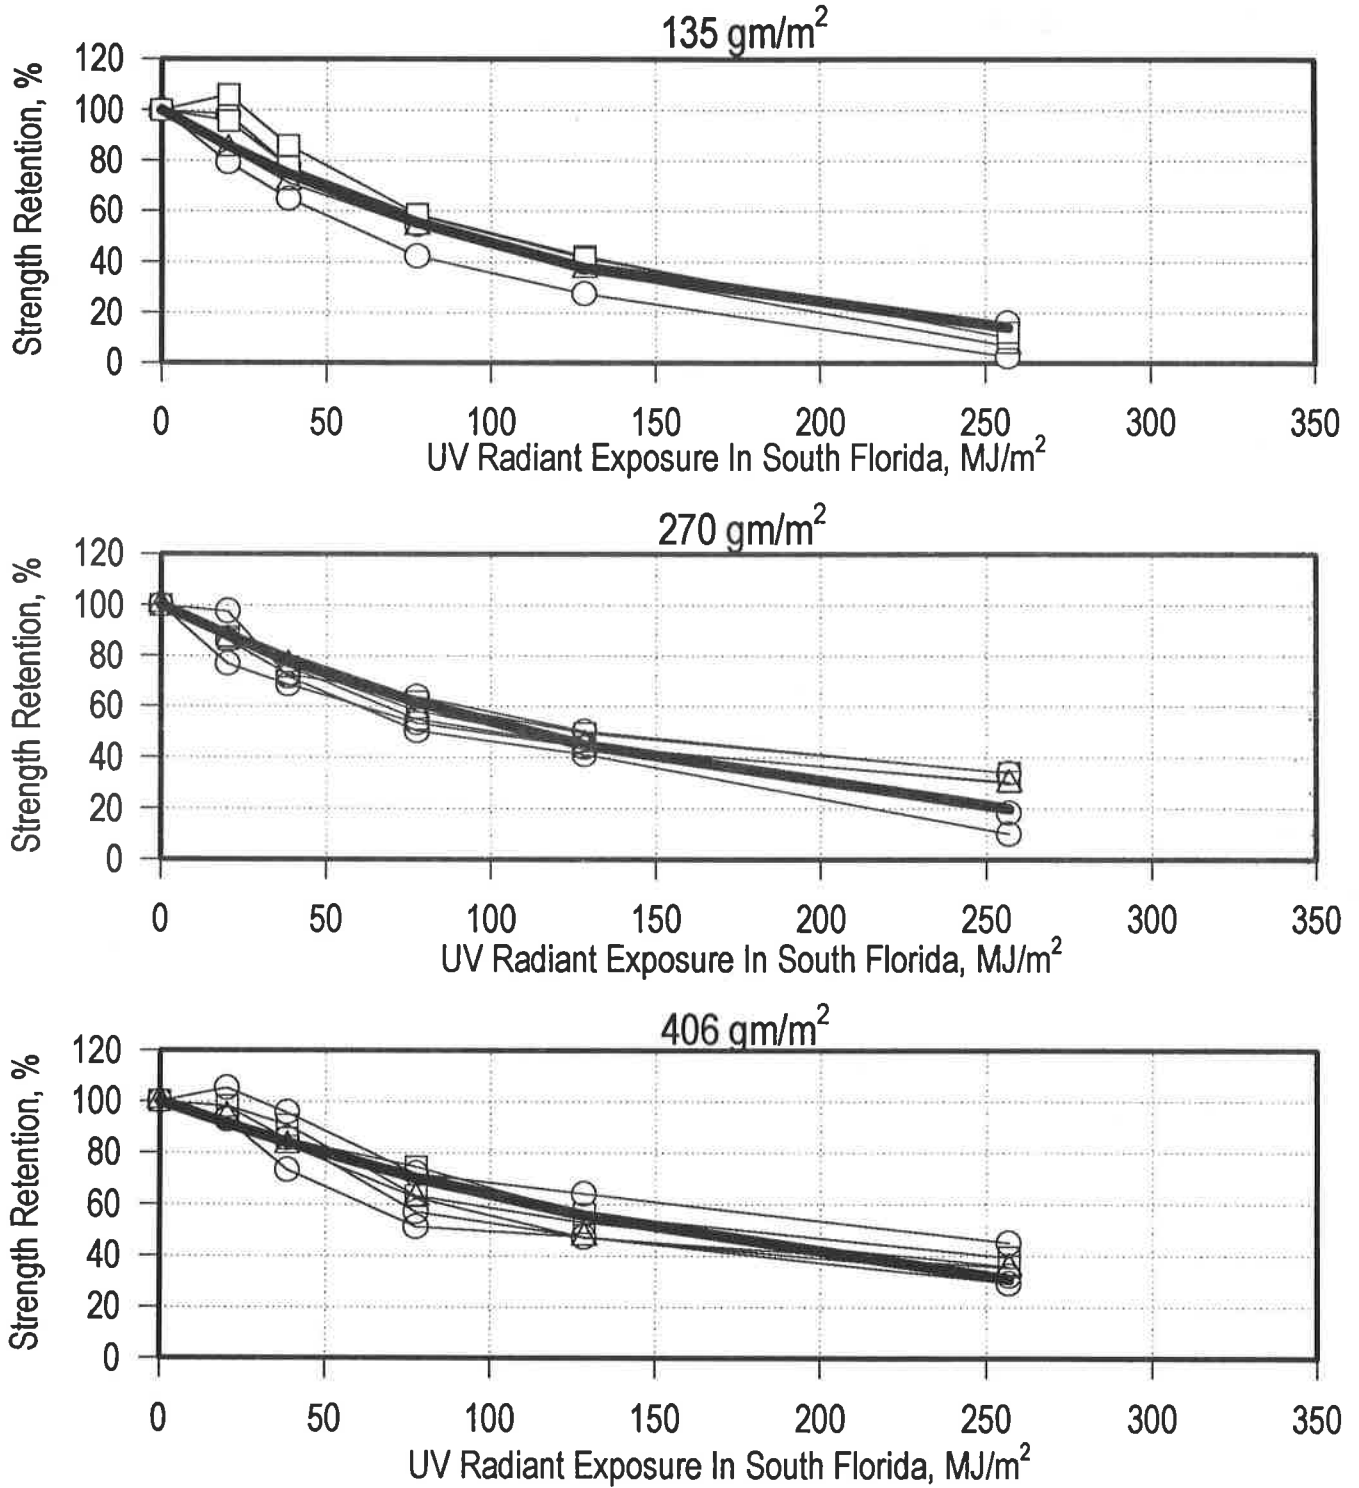 135 gm/m²
Strength Retention, %
120
100
80
60
40
20
0
0 50 100 150 200 250 300 350
UV Radiant Exposure In South Florida, MJ/m²
270 gm/m²
Strength Retention, %
120
100
80
60
40
20
0
0 50 100 150 200 250 300 350
UV Radiant Exposure In South Florida, MJ/m²
406 gm/m²
Strength Retention, %
120
100
80
60
40
20
0
0 50 100 150 200 250 300 350
UV Radiant Exposure In South Florida, MJ/m²